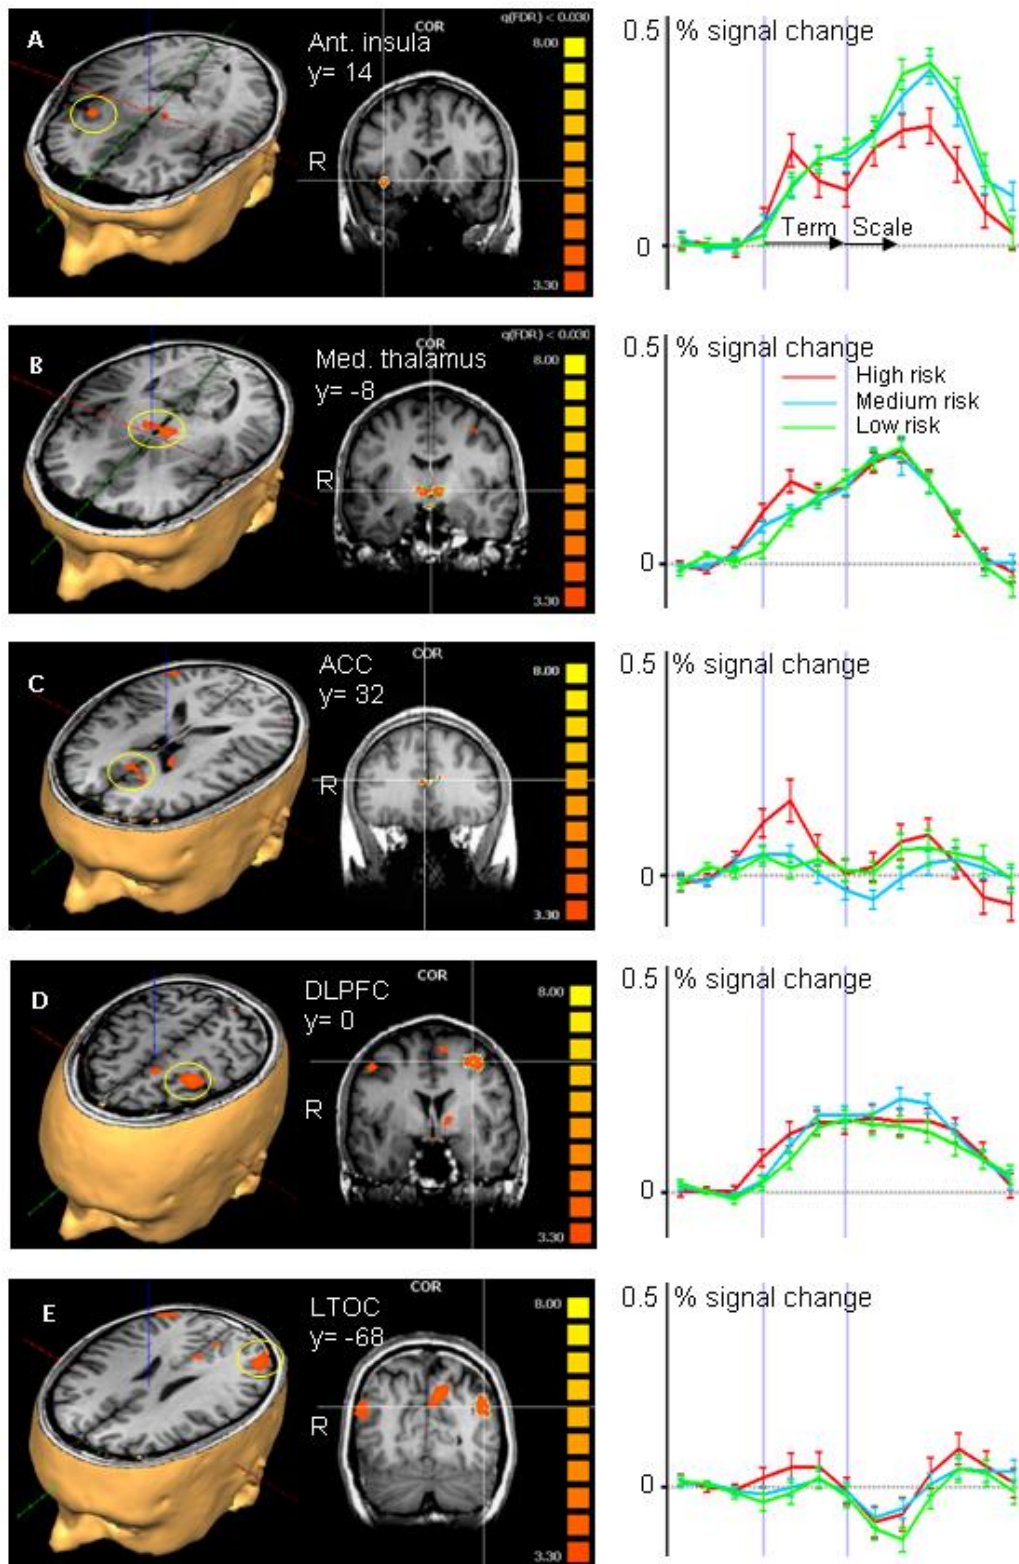 A
Ant. insula
y= 14
COR
q(FDR) < 0.030
8.00
R
3.30
0.5 % signal change
Term Scale
0
B
Med. thalamus
y= -8
COR
q(FDR) < 0.030
8.00
R
3.30
0.5 % signal change
High risk
Medium risk
Low risk
0
C
ACC
y= 32
COR
8.00
R
3.30
0.5 % signal change
0
D
DLPFC
y= 0
COR
8.00
R
3.30
0.5 % signal change
0
E
LTOC
y= -68
COR
8.00
R
3.30
0.5 % signal change
0